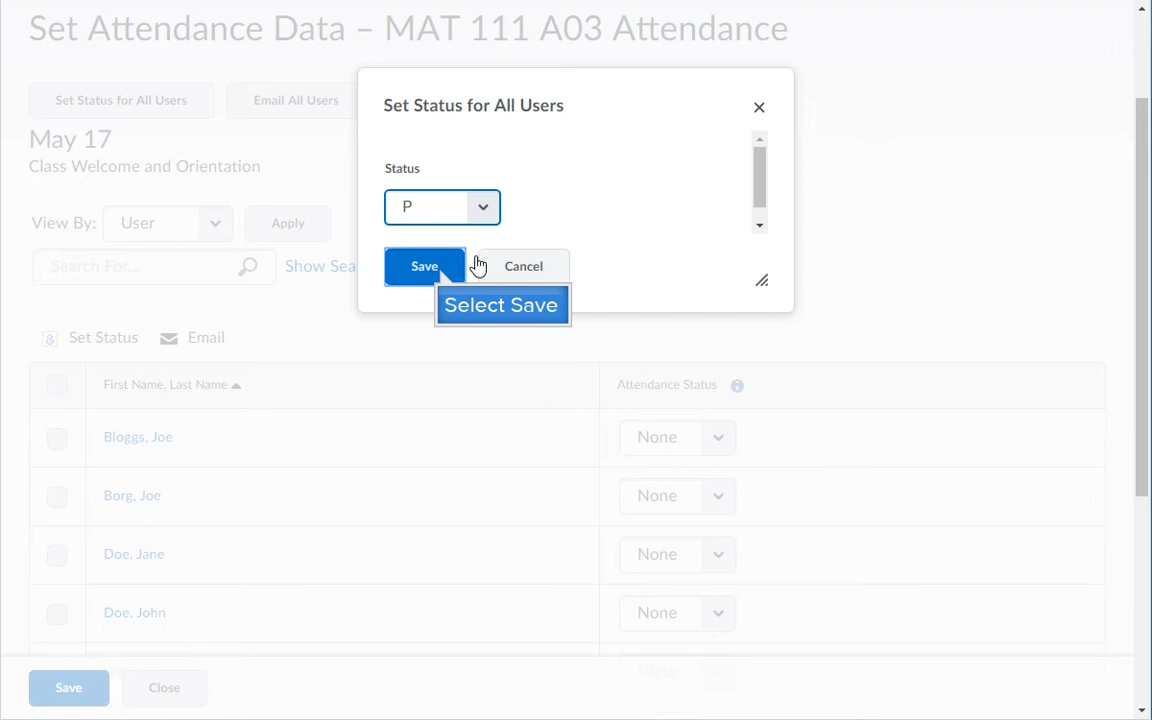 Set Attendance Data – MAT 111 A03 Attendance
Set Status for All Users
Email All Users
May 17
Class Welcome and Orientation
View By:
User
Apply
Search For...
Show Sea
Set Status for All Users
Status
P
Save
Cancel
Select Save
Set Status
Email
First Name, Last Name
Attendance Status
Bloggs, Joe
None
Borg, Joe
None
Doe, Jane
None
Doe, John
None
None
Save
Close